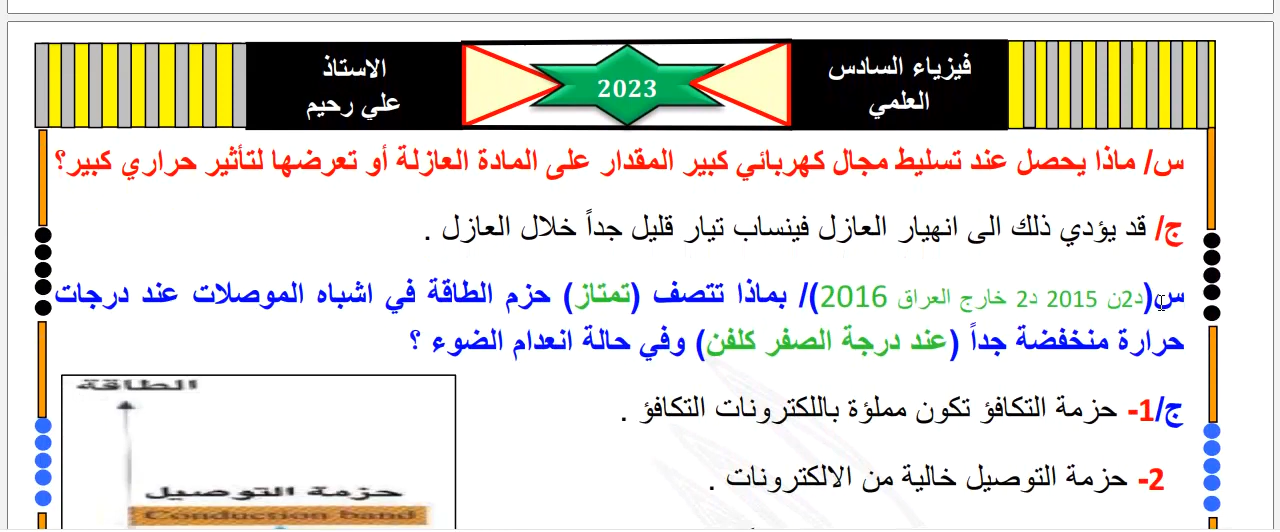 فيزياء السادس
العلمي
2023
الاستاذ
علي رحيم
س/ ماذا يحصل عند تسليط مجال كهربائي كبير المقدار على المادة العازلة أو تعرضها لتأثير حراري كبير؟
ج/ قد يؤدي ذلك الى انهيار العازل فينساب تيار قليل جداً خلال العازل .
س(د2ن 2015 د2 خارج العراق 2016)/ بماذا تتصف (تمتاز) حزم الطاقة في اشباه الموصلات عند درجات
حرارة منخفضة جداً (عند درجة الصفر كلفن) وفي حالة انعدام الضوء ؟
ج/1- حزمة التكافؤ تكون مملؤة باللكترونات التكافؤ .
2- حزمة التوصيل خالية من الالكترونات .
الطاقة
حزمة التوصيل
Conduction band